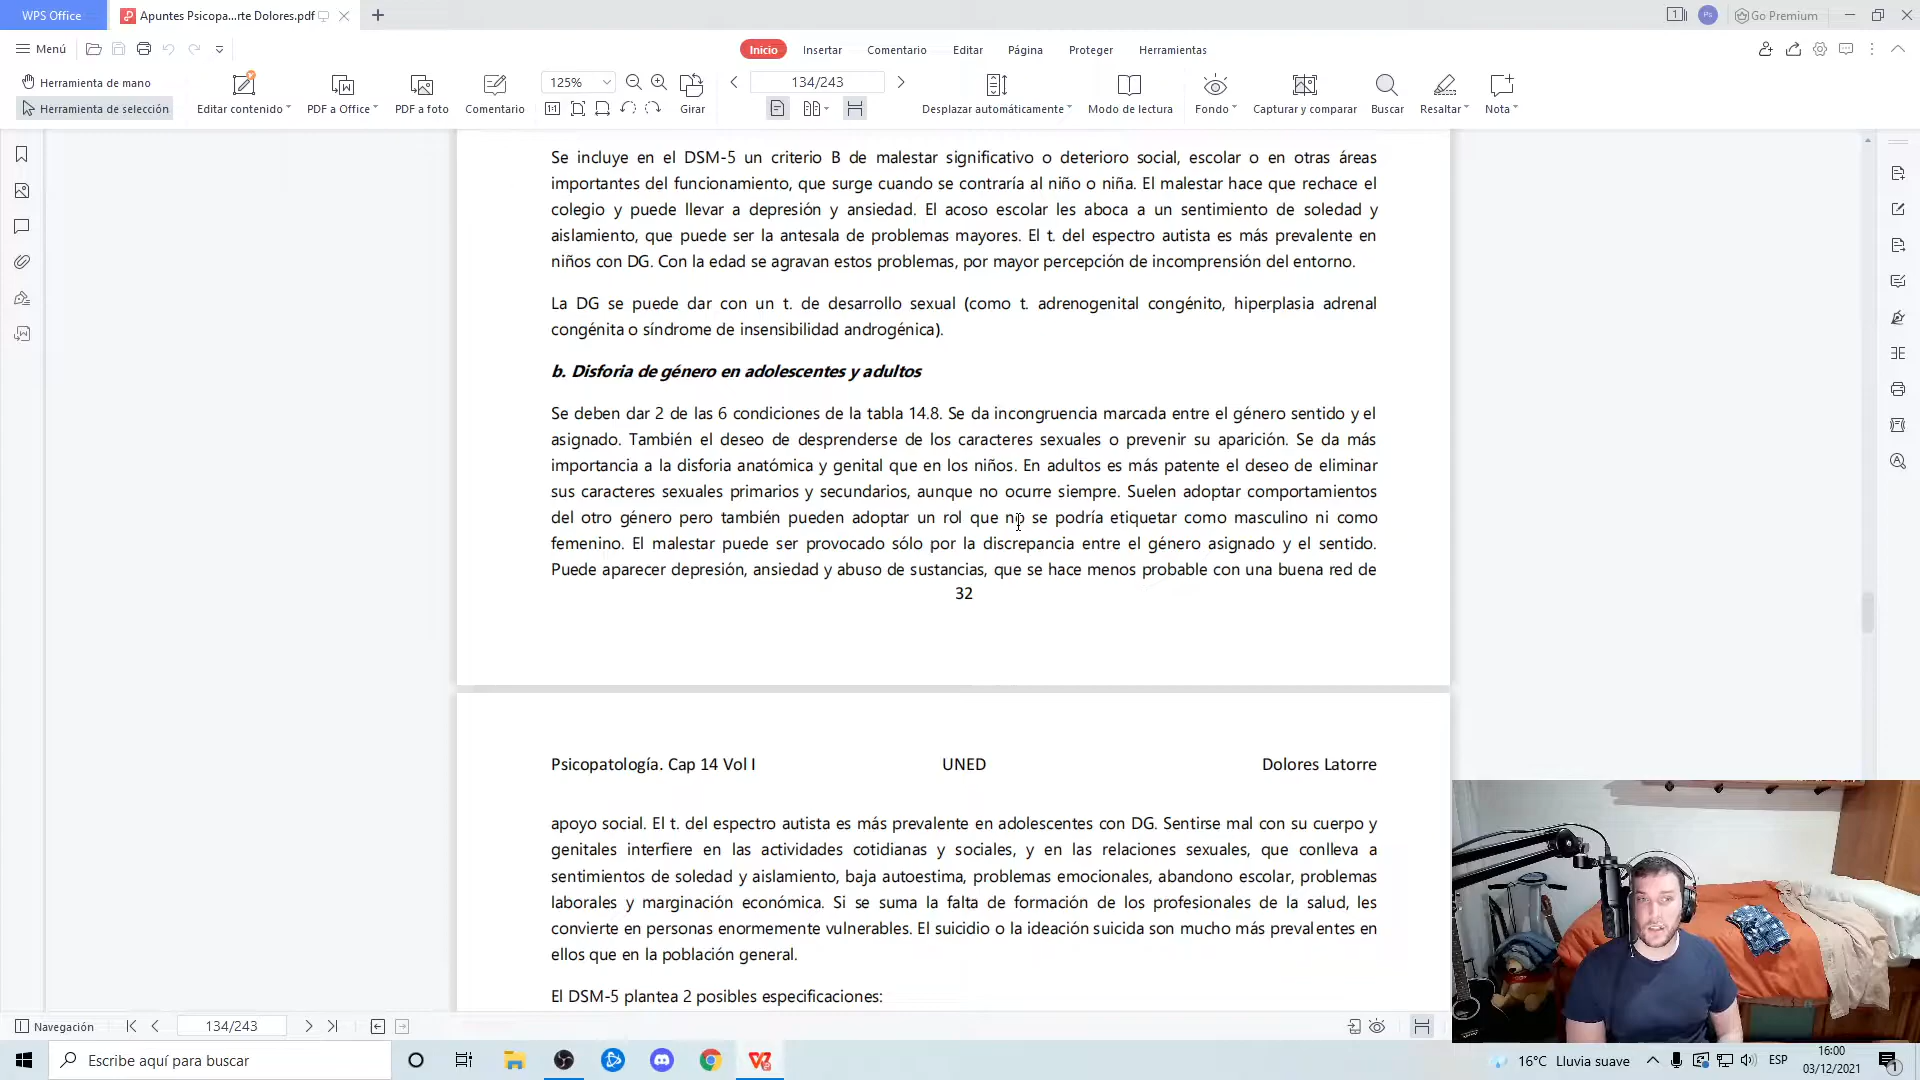 WPS Office
Apuntes Psicopa...rte Dolores.pdf
1
Go Premium
Menú
Inicio
Insertar
Comentario
Editar
Página
Proteger
Herramientas
Herramienta de mano
Herramienta de selección
Editar contenido
PDF a Office
PDF a foto
Comentario
125%
Girar
134/243
Desplazar automáticamente
Modo de lectura
Fondo
Capturar y comparar
Buscar
Resaltar
Nota
Se incluye en el DSM-5 un criterio B de malestar significativo o deterioro social, escolar o en otras áreas
importantes del funcionamiento, que surge cuando se contraría al niño o niña. El malestar hace que rechace el
colegio y puede llevar a depresión y ansiedad. El acoso escolar les aboca a un sentimiento de soledad y
aislamiento, que puede ser la antesala de problemas mayores. El t. del espectro autista es más prevalente en
niños con DG. Con la edad se agravan estos problemas, por mayor percepción de incomprensión del entorno.
La DG se puede dar con un t. de desarrollo sexual (como t. adrenogenital congénito, hiperplasia adrenal
congénita o síndrome de insensibilidad androgénica).
b. Disforia de género en adolescentes y adultos
Se deben dar 2 de las 6 condiciones de la tabla 14.8. Se da incongruencia marcada entre el género sentido y el
asignado. También el deseo de desprenderse de los caracteres sexuales o prevenir su aparición. Se da más
importancia a la disforia anatómica y genital que en los niños. En adultos es más patente el deseo de eliminar
sus caracteres sexuales primarios y secundarios, aunque no ocurre siempre. Suelen adoptar comportamientos
del otro género pero también pueden adoptar un rol que no se podría etiquetar como masculino ni como
femenino. El malestar puede ser provocado sólo por la discrepancia entre el género asignado y el sentido.
Puede aparecer depresión, ansiedad y abuso de sustancias, que se hace menos probable con una buena red de
32
Psicopatología. Cap 14 Vol I
UNED
Dolores Latorre
apoyo social. El t. del espectro autista es más prevalente en adolescentes con DG. Sentirse mal con su cuerpo y
genitales interfiere en las actividades cotidianas y sociales, y en las relaciones sexuales, que conlleva a
sentimientos de soledad y aislamiento, baja autoestima, problemas emocionales, abandono escolar, problemas
laborales y marginación económica. Si se suma la falta de formación de los profesionales de la salud, les
convierte en personas enormemente vulnerables. El suicidio o la ideación suicida son mucho más prevalentes en
ellos que en la población general.
El DSM-5 plantea 2 posibles especificaciones:
Navegación
134/243
Escribe aquí para buscar
16°C Lluvia suave
ESP
16:00
03/12/2021
1